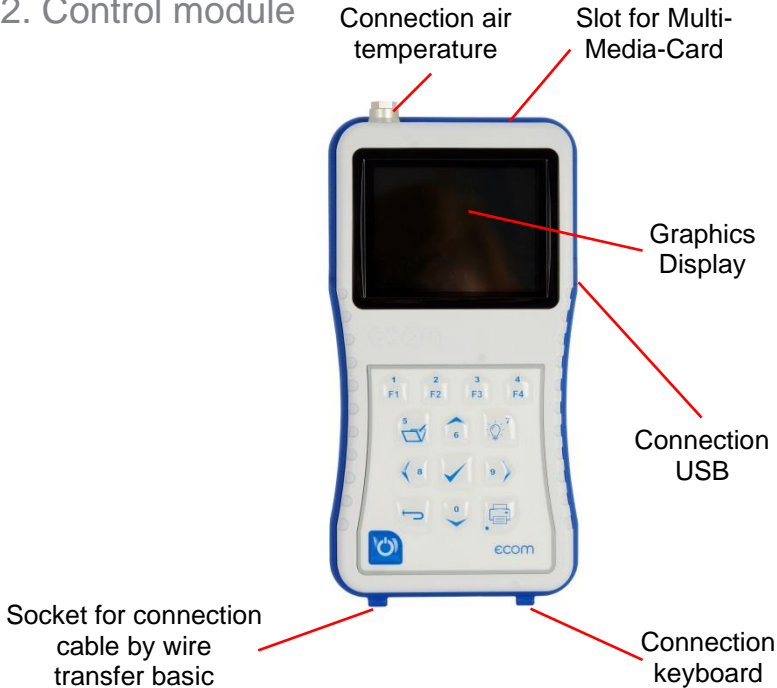 2. Control module
Connection air
temperature
Slot for Multi-
Media-Card
Graphics
Display
ecom
1
F1
2
F2
3
F3
4
F4
5
6
7
8
9
0
ecom
Connection
USB
Socket for connection
cable by wire
transfer basic
Connection
keyboard